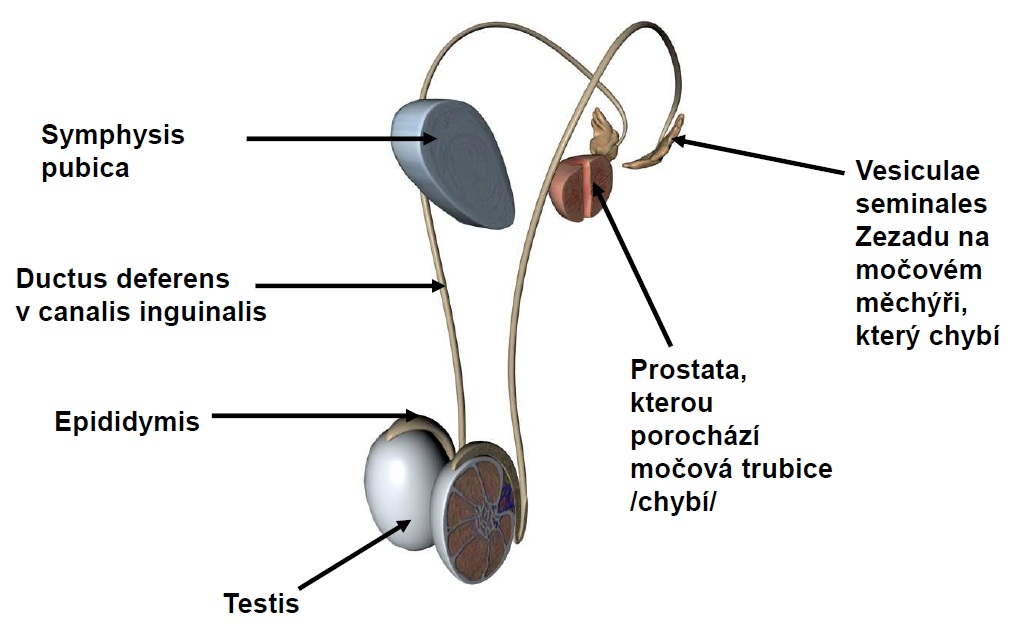 Symphysis
pubica
Ductus deferens
v canalis inguinalis
Epididymis
Testis
Prostata,
kterou
porochází
močová trubice
/chybí/
Vesiculae
seminales
Zezadu na
močovém
měchýři,
který chybí